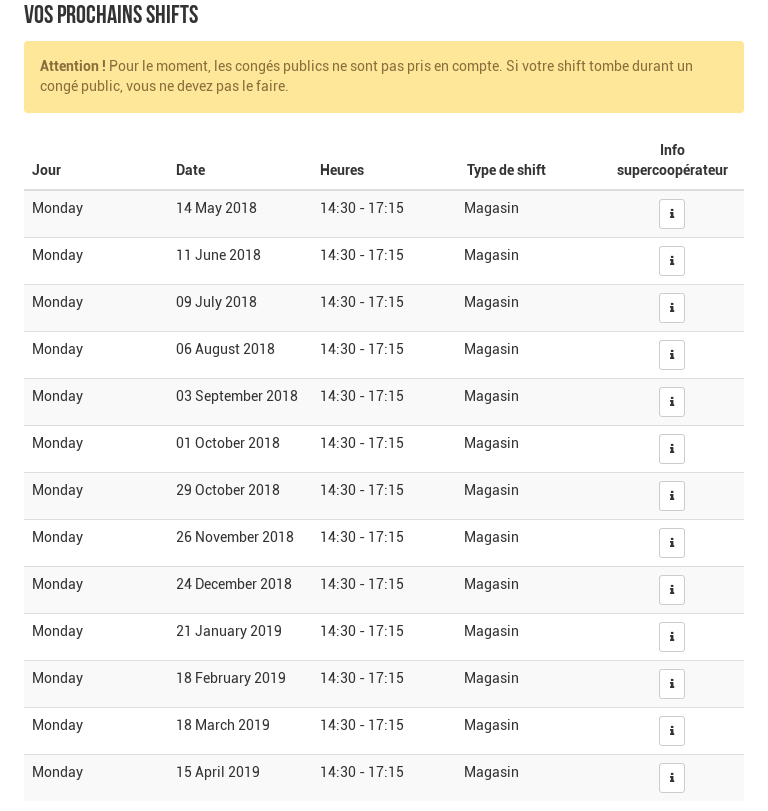 VOS PROCHAINS SHIFTS
Attention ! Pour le moment, les congés publics ne sont pas pris en compte. Si votre shift tombe durant un
congé public, vous ne devez pas le faire.
Jour Date Heures Type de shift Info supercoopérateur
Monday 14 May 2018 14:30 - 17:15 Magasin i
Monday 11 June 2018 14:30 - 17:15 Magasin i
Monday 09 July 2018 14:30 - 17:15 Magasin i
Monday 06 August 2018 14:30 - 17:15 Magasin i
Monday 03 September 2018 14:30 - 17:15 Magasin i
Monday 01 October 2018 14:30 - 17:15 Magasin i
Monday 29 October 2018 14:30 - 17:15 Magasin i
Monday 26 November 2018 14:30 - 17:15 Magasin i
Monday 24 December 2018 14:30 - 17:15 Magasin i
Monday 21 January 2019 14:30 - 17:15 Magasin i
Monday 18 February 2019 14:30 - 17:15 Magasin i
Monday 18 March 2019 14:30 - 17:15 Magasin i
Monday 15 April 2019 14:30 - 17:15 Magasin i